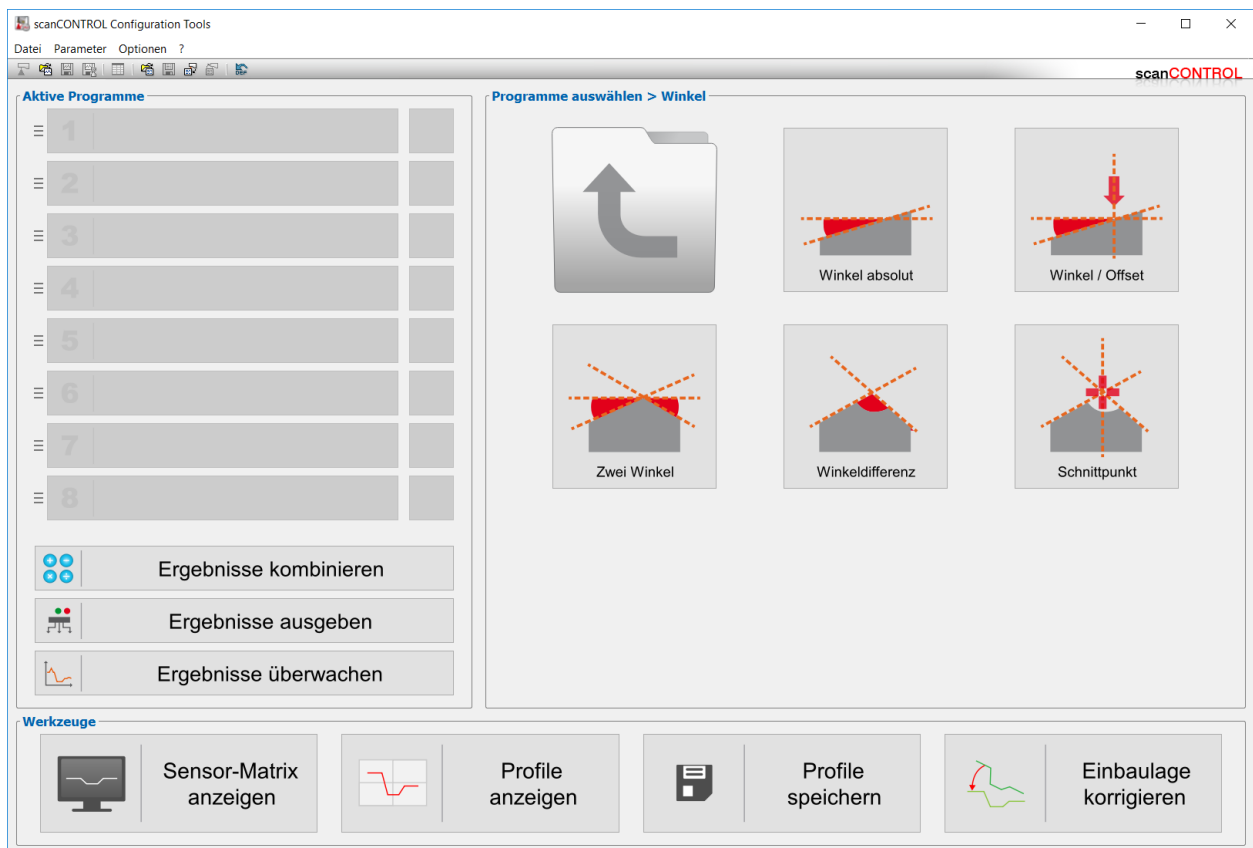 scanCONTROL Configuration Tools
Datei Parameter Optionen ?
scanCONTROL
Aktive Programme
1
2
3
4
5
6
7
8
Ergebnisse kombinieren
Ergebnisse ausgeben
Ergebnisse überwachen
Programme auswählen > Winkel
Winkel absolut
Winkel / Offset
Zwei Winkel
Winkeldifferenz
Schnittpunkt
Werkzeuge
Sensor-Matrix
anzeigen
Profile
anzeigen
Profile
speichern
Einbaulage
korrigieren